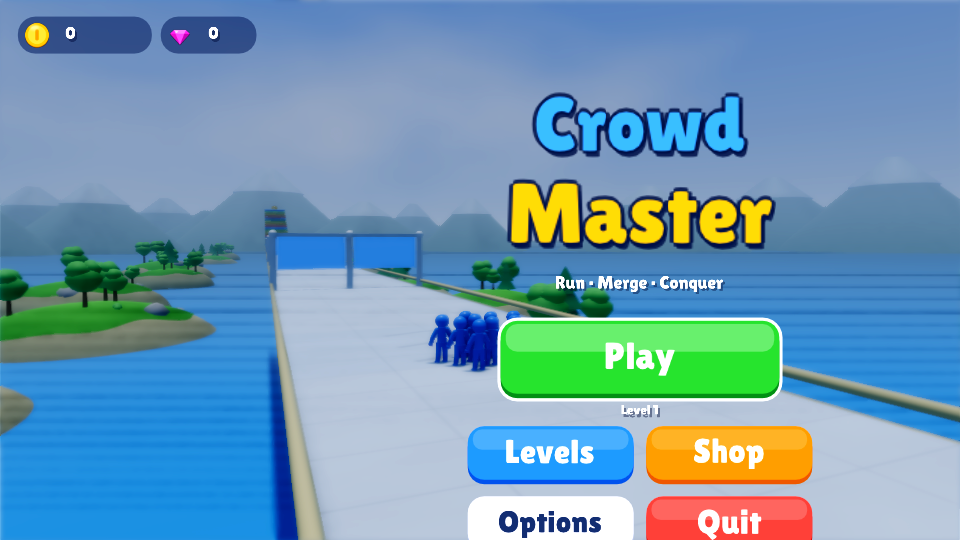 0
0
Crowd
Master
Run · Merge · Conquer
Play
Level 1
Levels
Shop
Options
Quit